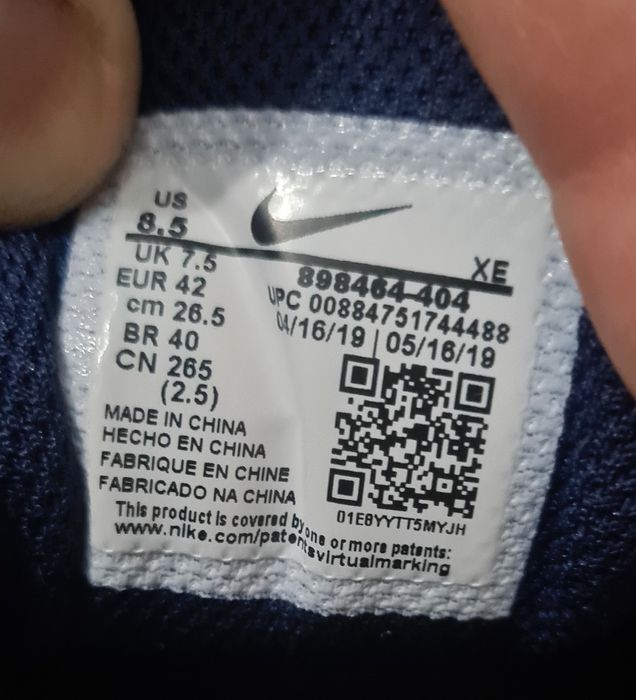 US
8.5
XE
UK 7.5
898464-404
EUR 42
UPC 00884751744488
cm 26.5
04/16/19 | 05/16/19
BR 40
CN 265
(2.5)
MADE IN CHINA
HECHO EN CHINA
FABRIQUE EN CHINE
FABRICADO NA CHINA
01E8YYTT5MYJH
This product is covered by one or more patents:
www.nike.com/patentsvirtualmarking